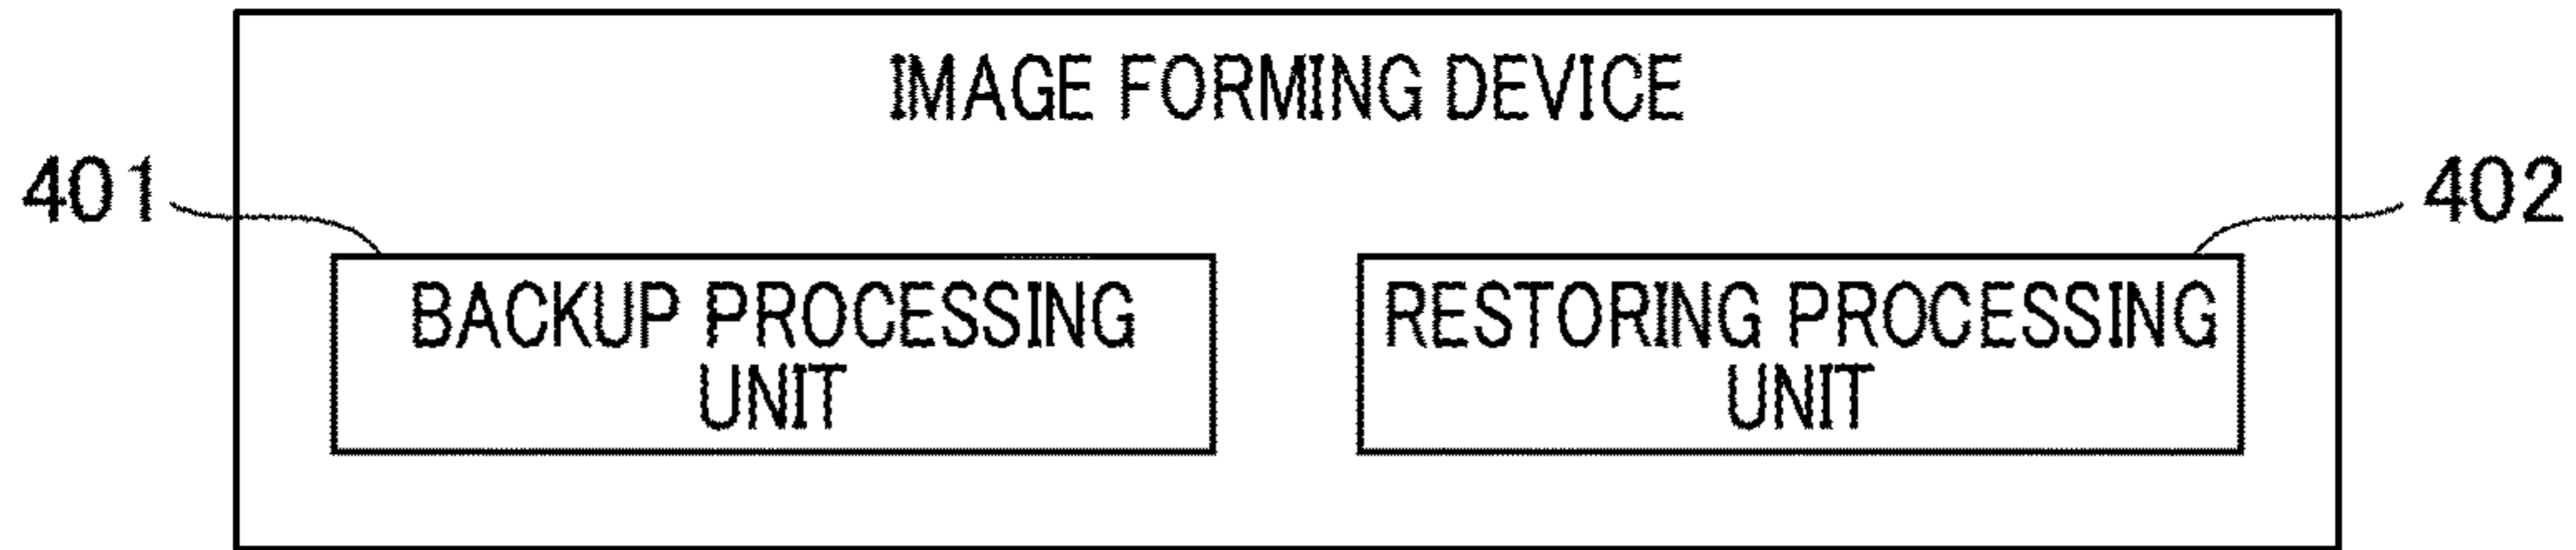 IMAGE FORMING DEVICE
401
402
BACKUP PROCESSING
UNIT
RESTORING PROCESSING
UNIT